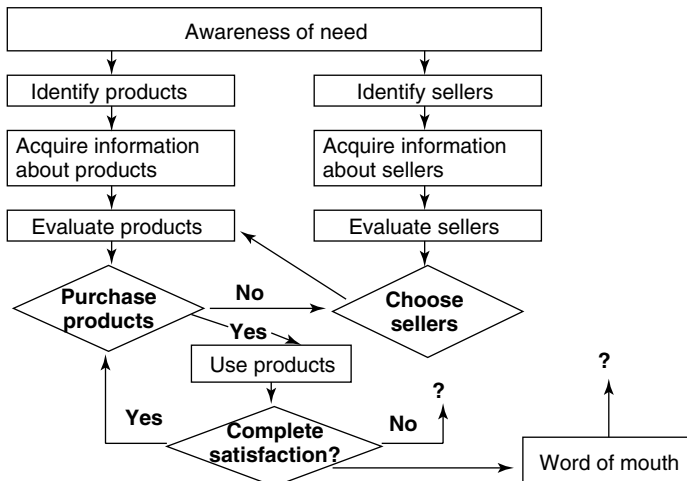 Awareness of need
Identify products
Identify sellers
Acquire information
about products
Acquire information
about sellers
Evaluate products
Evaluate sellers
Purchase
products
No
Choose
sellers
Yes
Use products
?
?
Yes
Complete
satisfaction?
No
Word of mouth